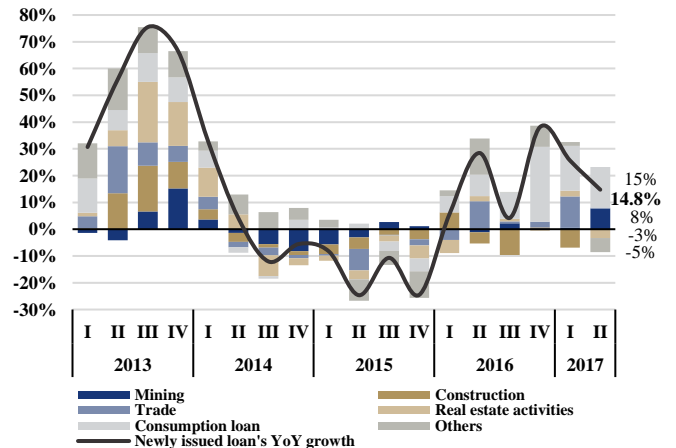 80%
70%
60%
50%
40%
30%
20%
10%
0%
-10%
-20%
-30%
15%
14.8%
8%
-3%
-5%
I II III IV I II III IV I II III IV I II III IV I II
2013 2014 2015 2016 2017
Mining Construction
Trade Real estate activities
Consumption loan Others
Newly issued loan's YoY growth